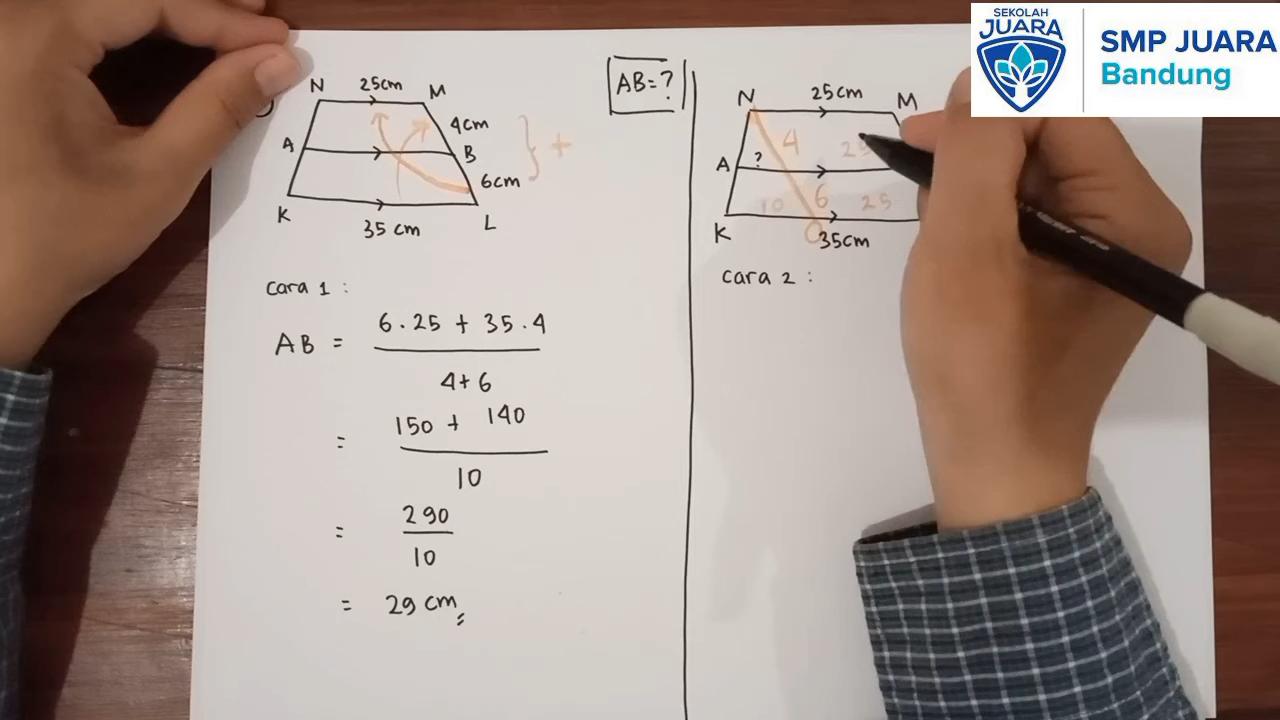 SEKOLAH
JUARA
SMP JUARA
Bandung
N 25cm M
4cm
A B
6cm
K 35 cm L
AB = ?
N 25cm M
4
A ?
10 6 25
K 35cm
Cara 1 :
AB = 6 . 25 + 35 . 4
4 + 6
= 150 + 140
10
= 290
10
= 29 cm
Cara 2 :